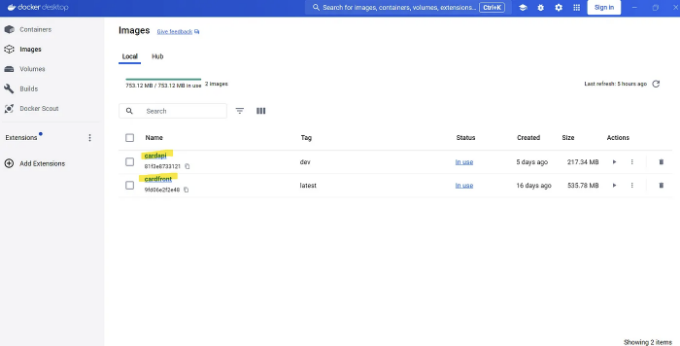 docker desktop
Search for images, containers, volumes, extensions... Ctrl+K
Sign in
Containers
Images
Volumes
Builds
Docker Scout
Extensions
Add Extensions
Images Give feedback
Local Hub
753.12 MB / 753.12 MB in use 2 images
Last refresh: 5 hours ago
Search
Name Tag Status Created Size Actions
cardapi dev In use 5 days ago 217.34 MB
61f3e8733121
cardfront latest In use 16 days ago 535.78 MB
9fd06e2f2e48
Showing 2 items